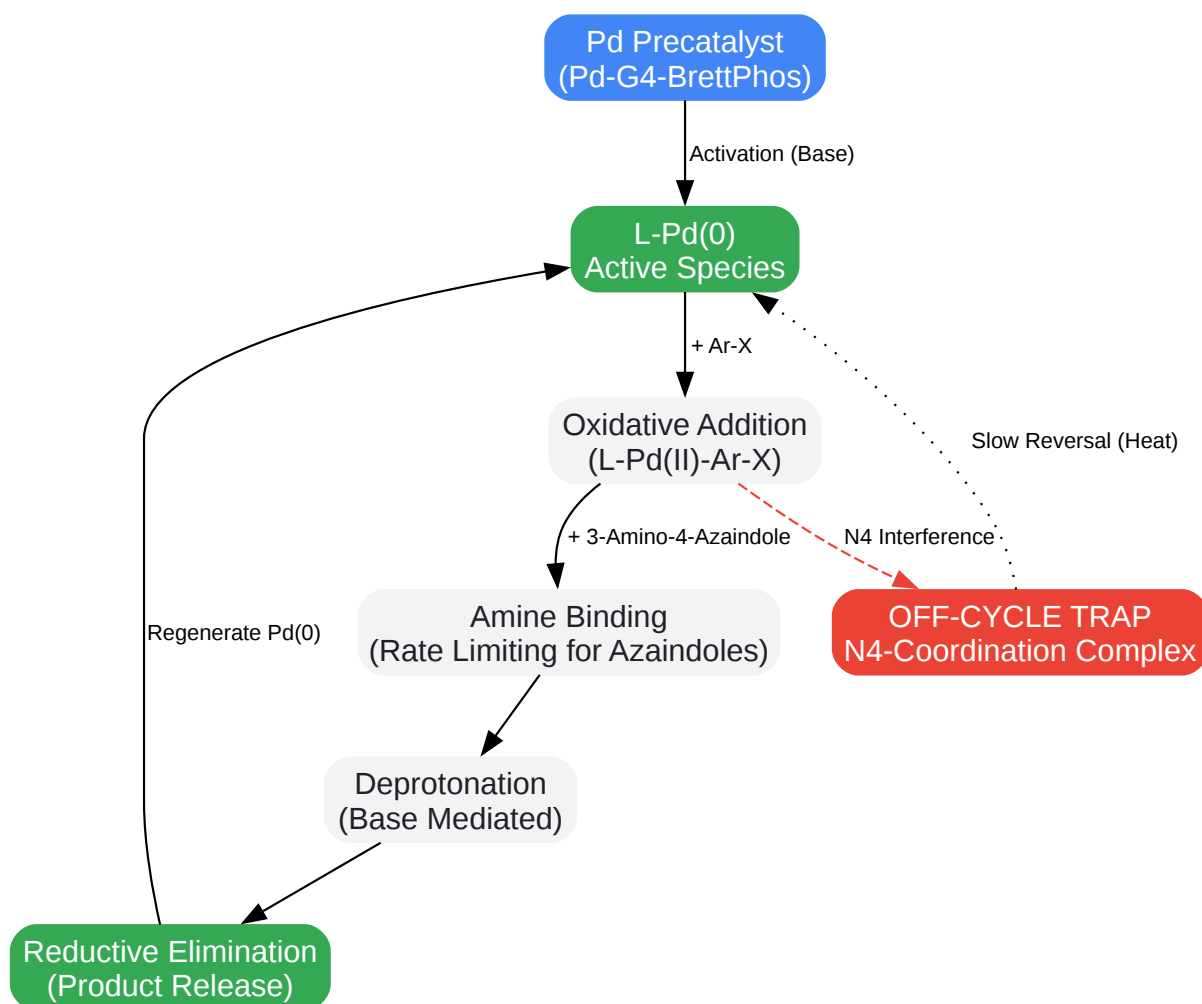 Pd Precatalyst
(Pd-G4-BrettPhos)
Activation (Base)
L-Pd(0)
Active Species
+ Ar-X
Oxidative Addition
(L-Pd(II)-Ar-X)
Slow Reversal (Heat)
+ 3-Amino-4-Azaindole
N4 Interference
Amine Binding
(Rate Limiting for Azaindoles)
OFF-CYCLE TRAP
N4-Coordination Complex
Regenerate Pd(0)
Deprotonation
(Base Mediated)
Reductive Elimination
(Product Release)